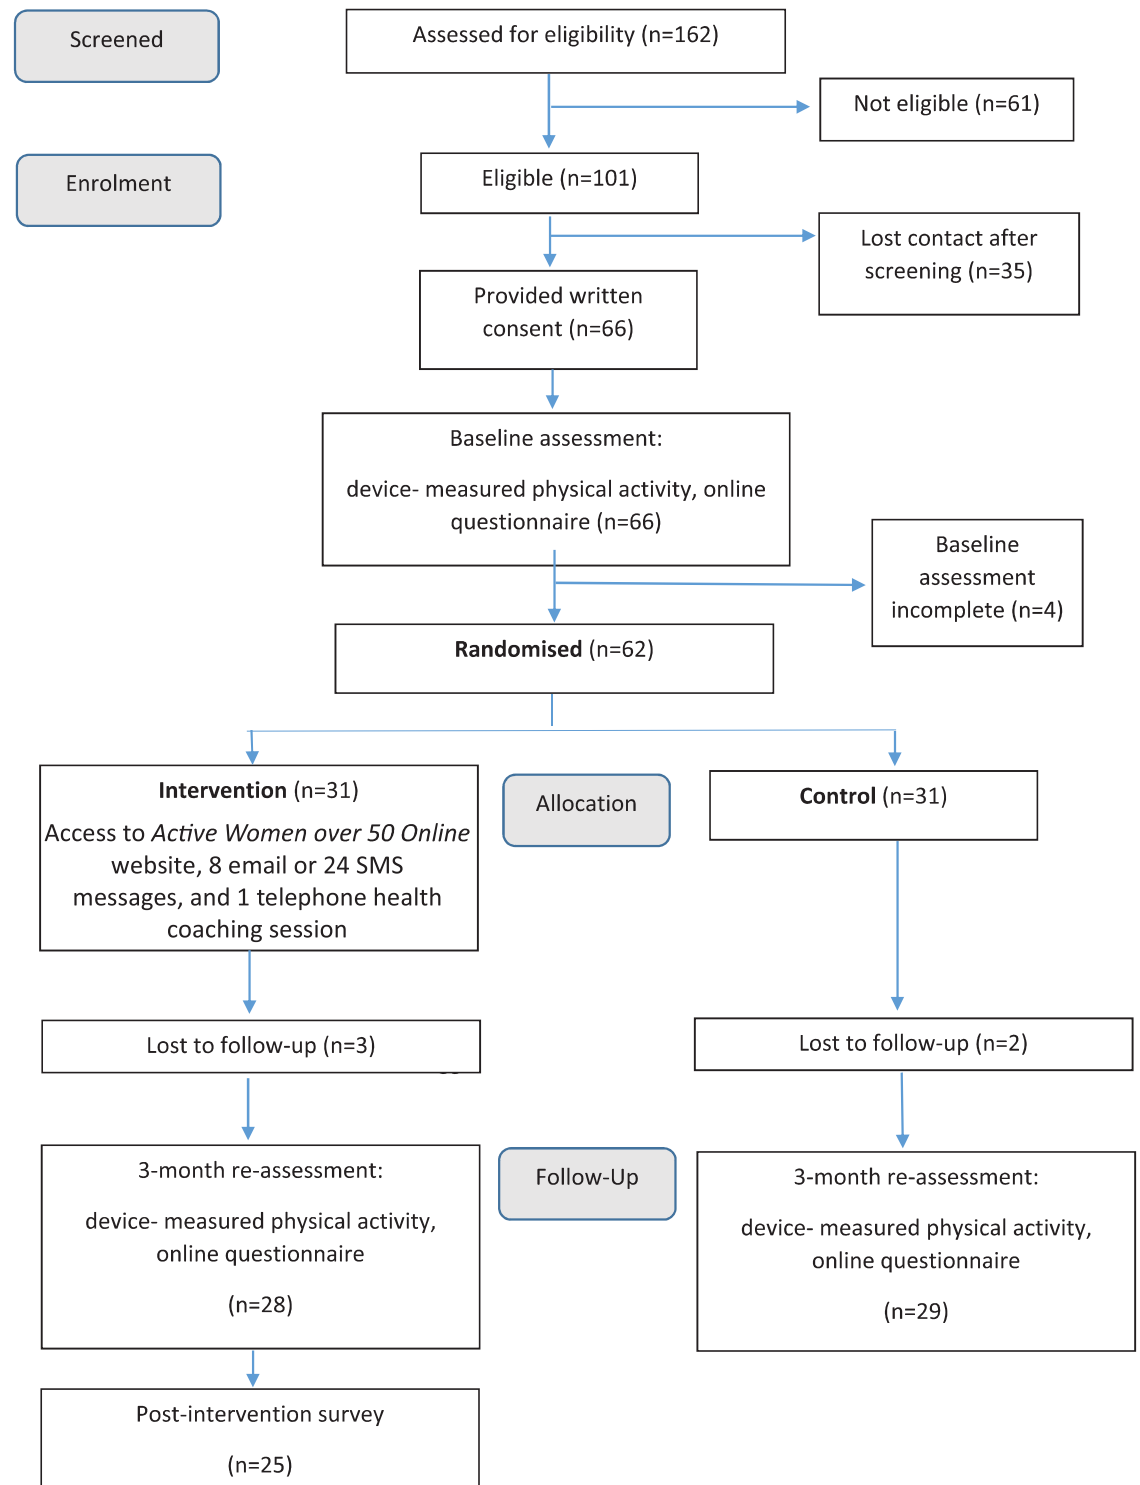 Screened
Assessed for eligibility (n=162)
Not eligible (n=61)
Enrolment
Eligible (n=101)
Lost contact after
screening (n=35)
Provided written
consent (n=66)
Baseline assessment:
device- measured physical activity, online
questionnaire (n=66)
Baseline
assessment
incomplete (n=4)
Randomised (n=62)
Intervention (n=31)
Access to Active Women over 50 Online
website, 8 email or 24 SMS
messages, and 1 telephone health
coaching session
Allocation
Control (n=31)
Lost to follow-up (n=3)
Lost to follow-up (n=2)
3-month re-assessment:
device- measured physical activity,
online questionnaire
(n=28)
Follow-Up
3-month re-assessment:
device- measured physical activity,
online questionnaire
(n=29)
Post-intervention survey
(n=25)